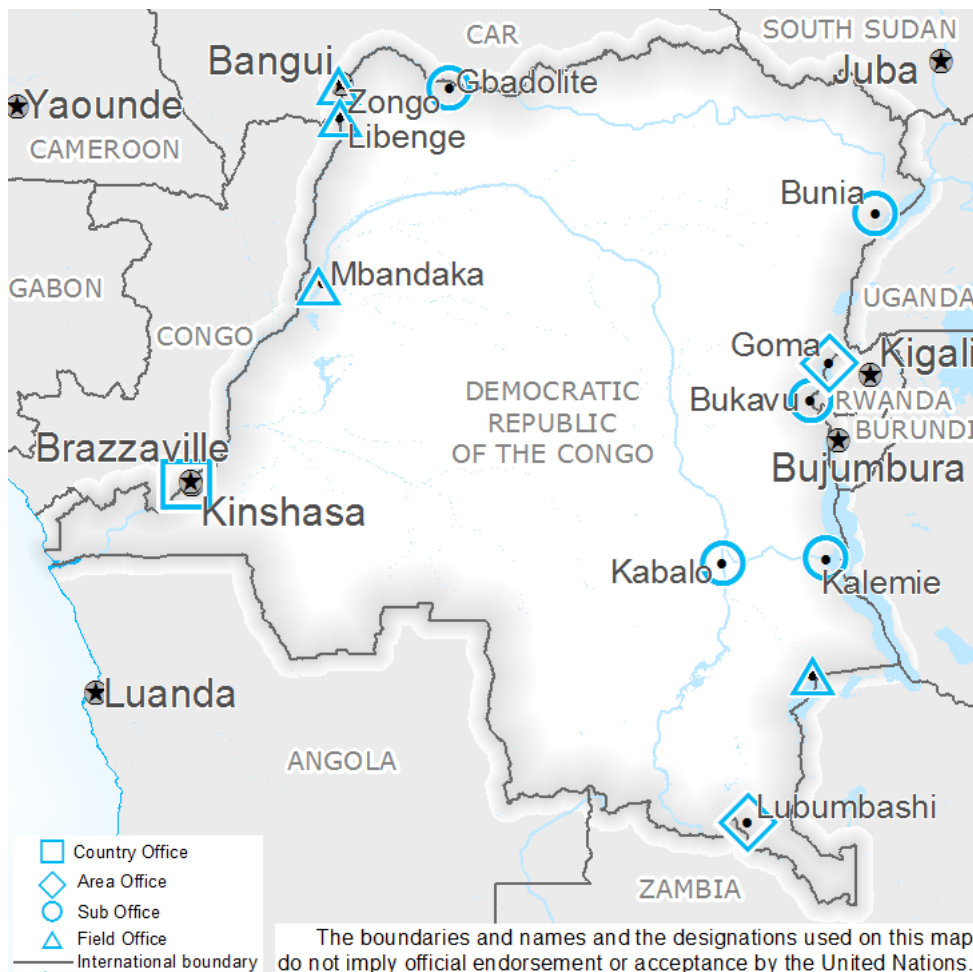 CAR
SOUTH SUDAN
Bangui
Juba
Gbadolite
Yaounde
Zongo
Libenge
CAMEROON
Bunia
Mbandaka
GABON
UGANDA
CONGO
Goma
Kigali
DEMOCRATIC
REPUBLIC
OF THE CONGO
Bukavu
RWANDA
BURUNDI
Brazzaville
Bujumbura
Kinshasa
Kabalo
Kalemie
Luanda
ANGOLA
Lubumbashi
ZAMBIA
Country Office
Area Office
Sub Office
Field Office
International boundary
The boundaries and names and the designations used on this map
do not imply official endorsement or acceptance by the United Nations.